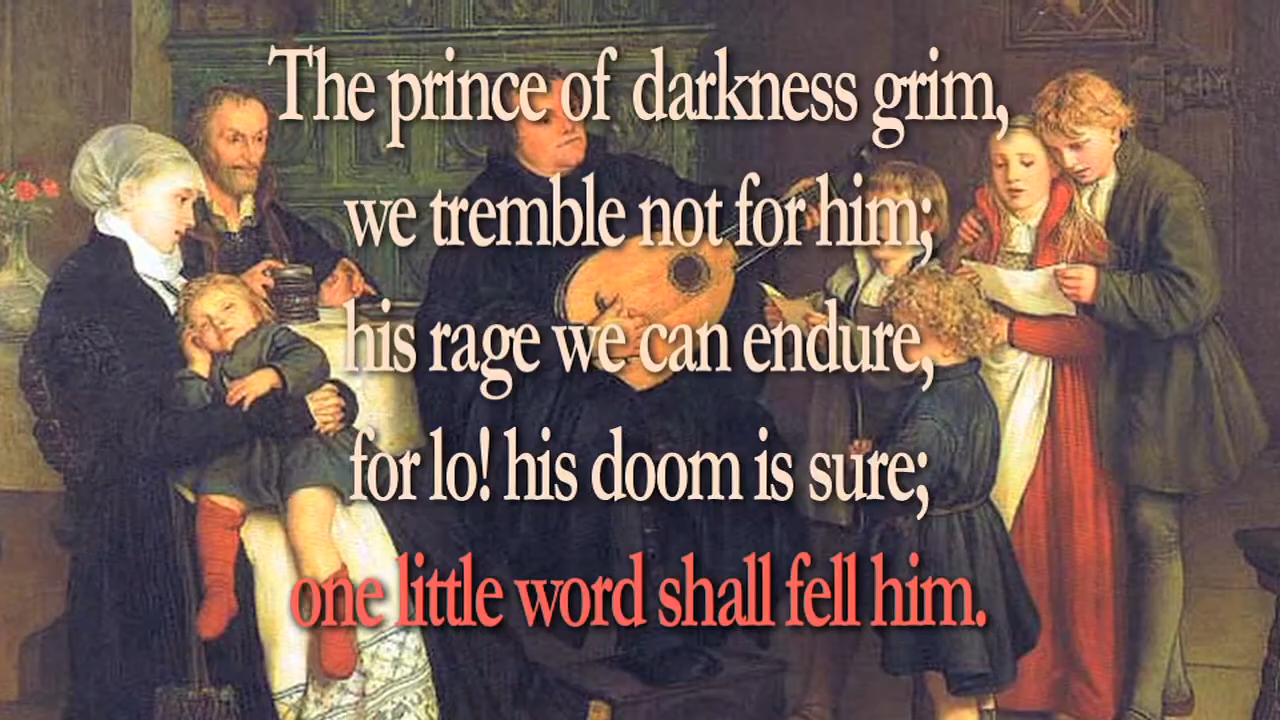 The prince of darkness grim,
we tremble not for him;
his rage we can endure,
for lo! his doom is sure;
one little word shall fell him.